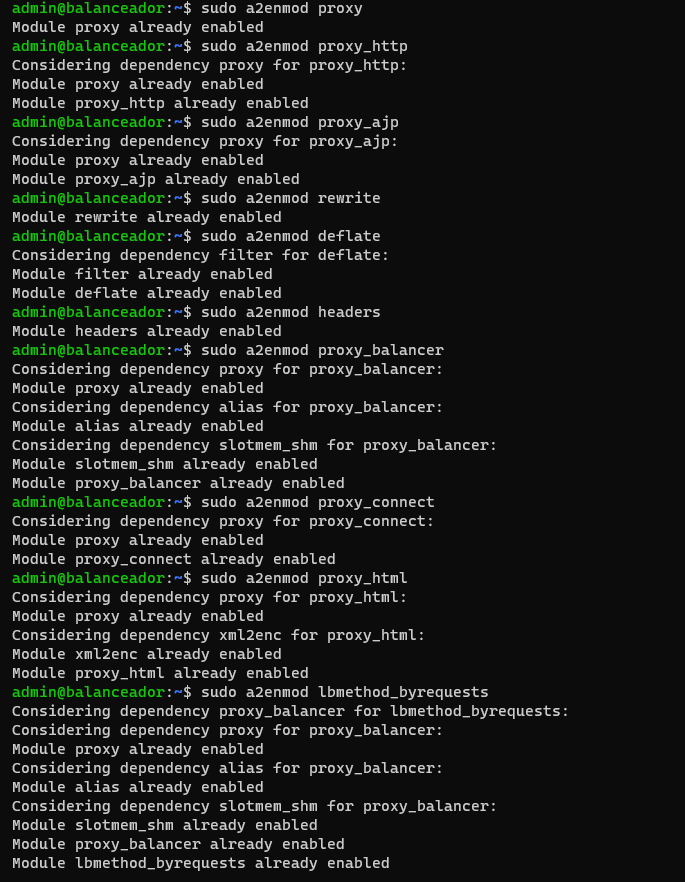 admin@balanceador:~$ sudo a2enmod proxy
Module proxy already enabled
admin@balanceador:~$ sudo a2enmod proxy_http
Considering dependency proxy for proxy_http:
Module proxy already enabled
Module proxy_http already enabled
admin@balanceador:~$ sudo a2enmod proxy_ajp
Considering dependency proxy for proxy_ajp:
Module proxy already enabled
Module proxy_ajp already enabled
admin@balanceador:~$ sudo a2enmod rewrite
Module rewrite already enabled
admin@balanceador:~$ sudo a2enmod deflate
Considering dependency filter for deflate:
Module filter already enabled
Module deflate already enabled
admin@balanceador:~$ sudo a2enmod headers
Module headers already enabled
admin@balanceador:~$ sudo a2enmod proxy_balancer
Considering dependency proxy for proxy_balancer:
Module proxy already enabled
Considering dependency alias for proxy_balancer:
Module alias already enabled
Considering dependency slotmem_shm for proxy_balancer:
Module slotmem_shm already enabled
Module proxy_balancer already enabled
admin@balanceador:~$ sudo a2enmod proxy_connect
Considering dependency proxy for proxy_connect:
Module proxy already enabled
Module proxy_connect already enabled
admin@balanceador:~$ sudo a2enmod proxy_html
Considering dependency proxy for proxy_html:
Module proxy already enabled
Considering dependency xml2enc for proxy_html:
Module xml2enc already enabled
Module proxy_html already enabled
admin@balanceador:~$ sudo a2enmod lbmethod_byrequests
Considering dependency proxy_balancer for lbmethod_byrequests:
Considering dependency proxy for proxy_balancer:
Module proxy already enabled
Considering dependency alias for proxy_balancer:
Module alias already enabled
Considering dependency slotmem_shm for proxy_balancer:
Module slotmem_shm already enabled
Module proxy_balancer already enabled
Module lbmethod_byrequests already enabled